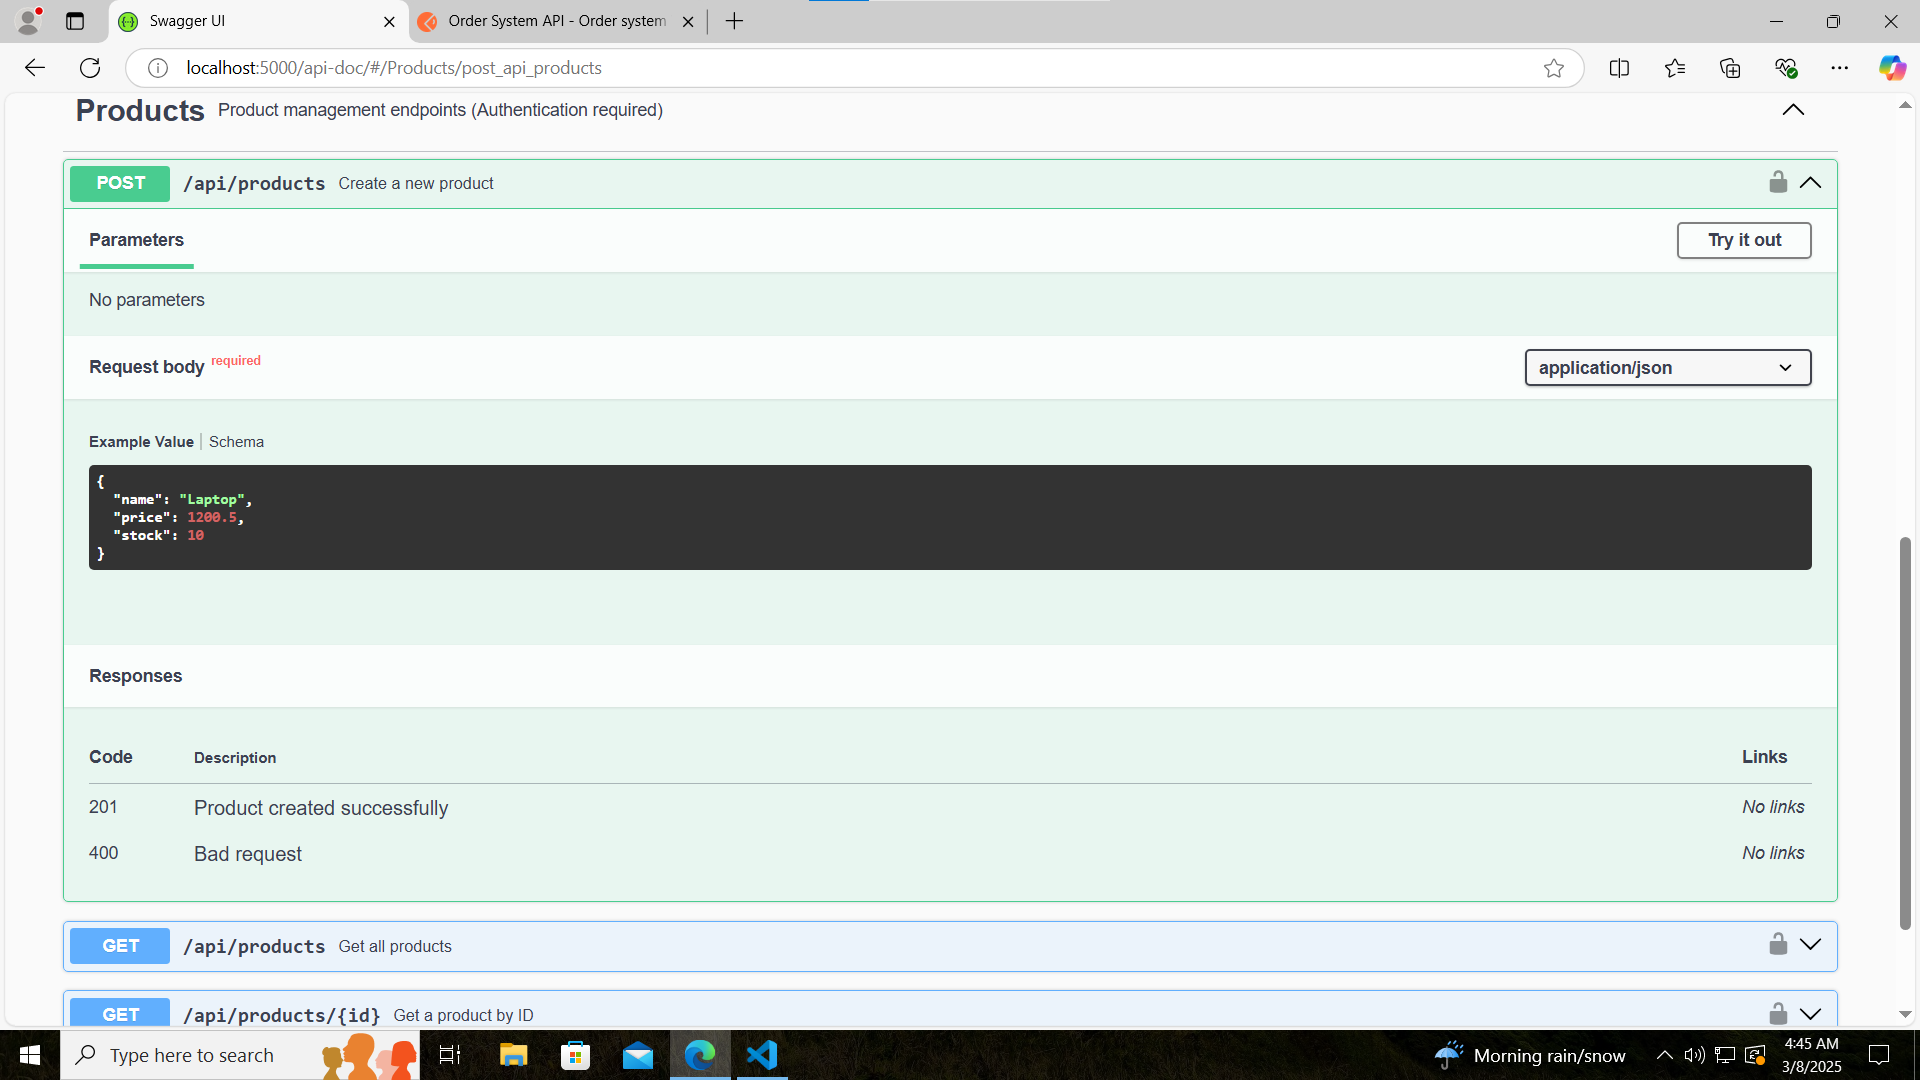 Swagger UI
Order System API - Order system
localhost:5000/api-doc/#/Products/post_api_products
Products Product management endpoints (Authentication required)
POST /api/products Create a new product
Parameters
Try it out
No parameters
Request body required
application/json
Example Value | Schema
{
  "name": "Laptop",
  "price": 1200.5,
  "stock": 10
}
Responses
Code Description Links
201 Product created successfully No links
400 Bad request No links
GET /api/products Get all products
GET /api/products/{id} Get a product by ID
Type here to search
Morning rain/snow
4:45 AM
3/8/2025